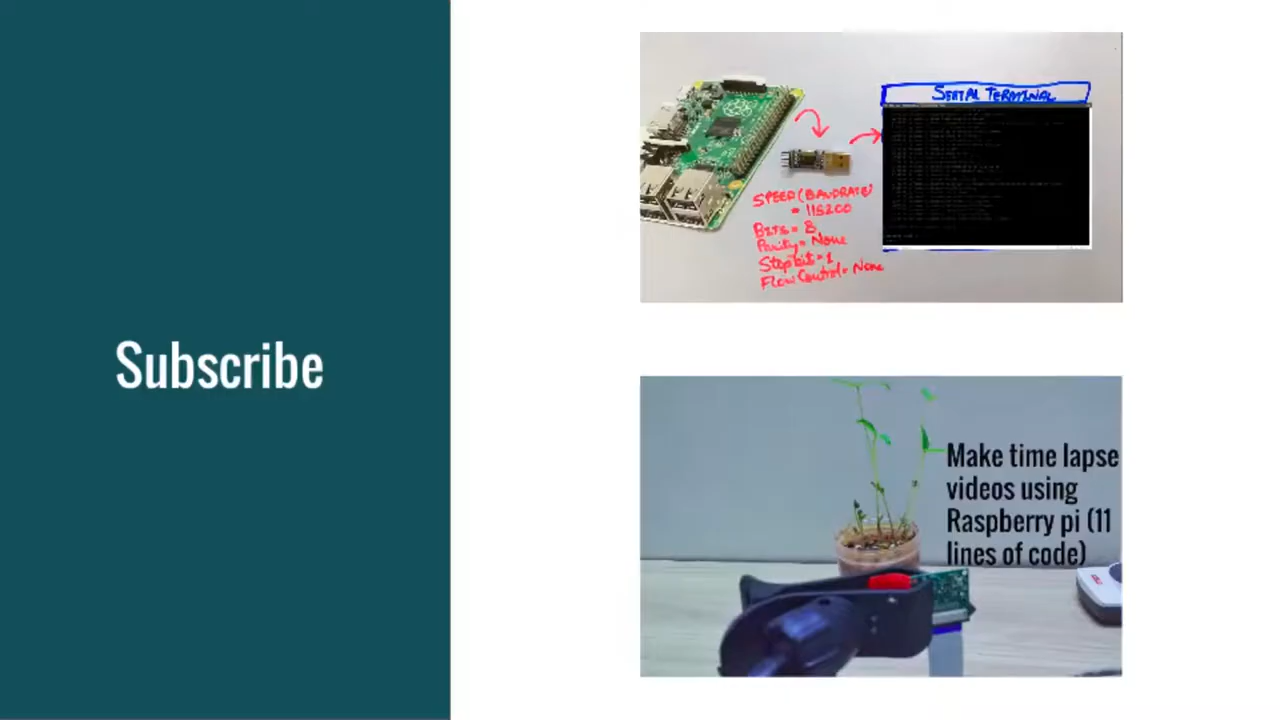 Subscribe
SERIAL TERMINAL
SPEED (BAUDRATE)
= 115200
Bits = 8
Parity = None
Stop bit = 1
Flow Control = None
Make time lapse
videos using
Raspberry pi (11
lines of code)